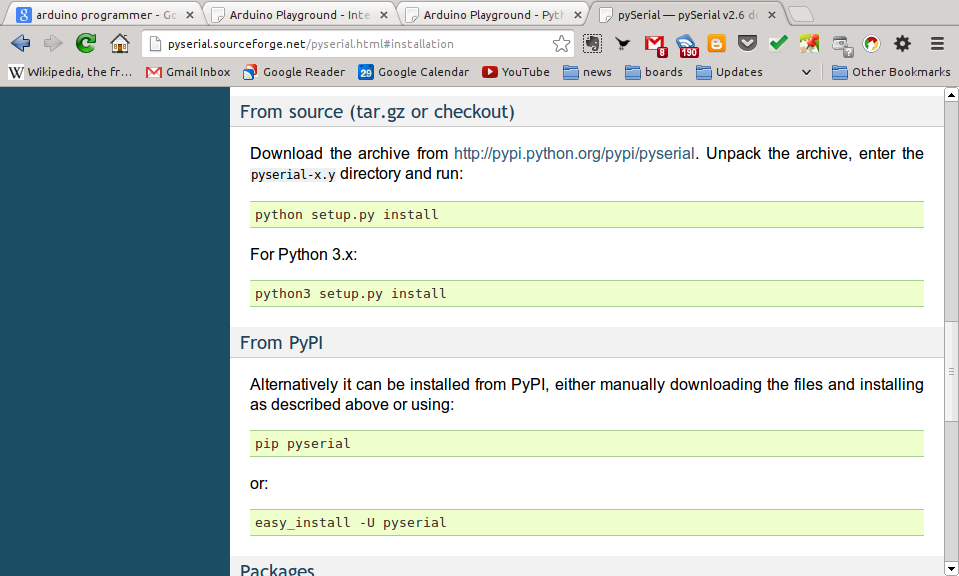 arduino programmer - Go
Arduino Playground - Inte
Arduino Playground - Pyth
pySerial — pySerial v2.6 do
pyserial.sourceforge.net/pyserial.html#installation
8
190
?
Wikipedia, the fr...
Gmail Inbox
Google Reader
29 Google Calendar
YouTube
news
boards
Updates
Other Bookmarks
From source (tar.gz or checkout)
Download the archive from http://pypi.python.org/pypi/pyserial. Unpack the archive, enter the
pyserial-x.y directory and run:
python setup.py install
For Python 3.x:
python3 setup.py install
From PyPI
Alternatively it can be installed from PyPI, either manually downloading the files and installing
as described above or using:
pip pyserial
or:
easy_install -U pyserial
Packages